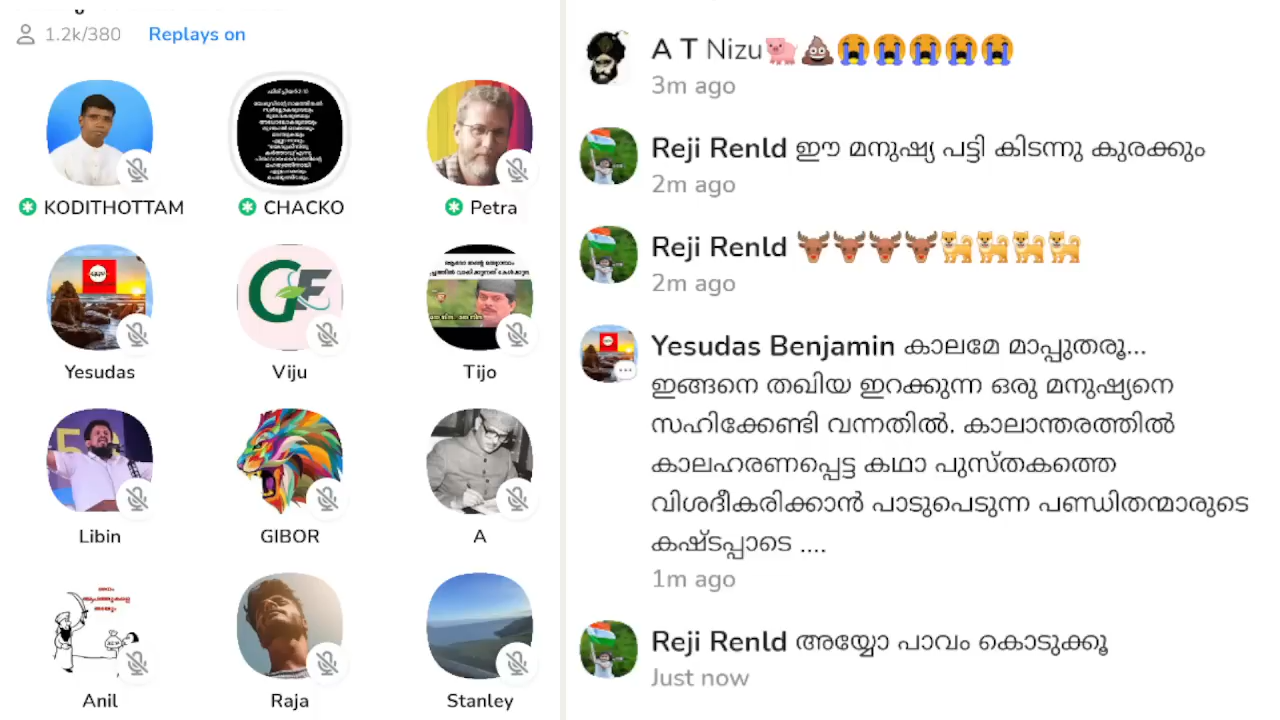 1.2k/380 Replays on
KODITHOTTAM CHACKO Petra
Yesudas Viju Tijo
Libin GIBOR A
Anil Raja Stanley
A T Nizu🐷💩😭😭😭😭😭
3m ago
Reji Renld ഈ മനുഷ്യ പട്ടി കിടന്നു കുരക്കും
2m ago
Reji Renld 🦌🦌🦌🦌🐕🐕🐕🐕
2m ago
Yesudas Benjamin കാലമേ മാപ്പുതരൂ...
ഇങ്ങനെ തഖിയ ഇറക്കുന്ന ഒരു മനുഷ്യനെ
സഹിക്കേണ്ടി വന്നതിൽ. കാലാന്തരത്തിൽ
കാലഹരണപ്പെട്ട കഥാ പുസ്തകത്തെ
വിശദീകരിക്കാൻ പാടുപെടുന്ന പണ്ഡിതന്മാരുടെ
കഷ്ടപ്പാടെ ....
1m ago
Reji Renld അയ്യോ പാവം കൊടുക്കൂ
Just now